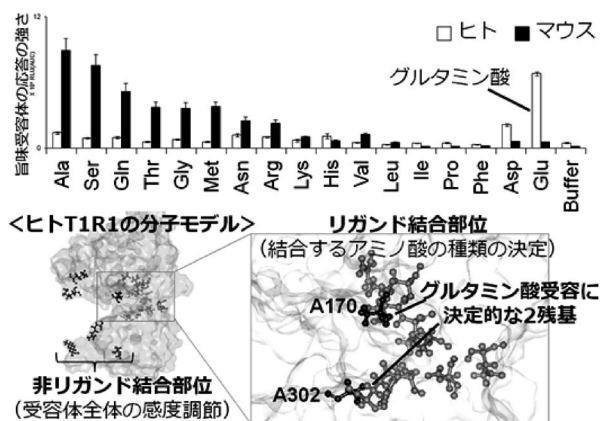 12
0
旨味受容体の応答の強さ
X 10⁶ RLU(AUC)
□ヒト ■マウス
グルタミン酸
Ala Ser Gln Thr Gly Met Asn Arg Lys His Val Leu Ile Pro Phe Asp Glu Buffer
＜ヒトT1R1の分子モデル＞
リガンド結合部位
（結合するアミノ酸の種類の決定）
A170
グルタミン酸受容に
決定的な2残基
A302
非リガンド結合部位
（受容体全体の感度調節）